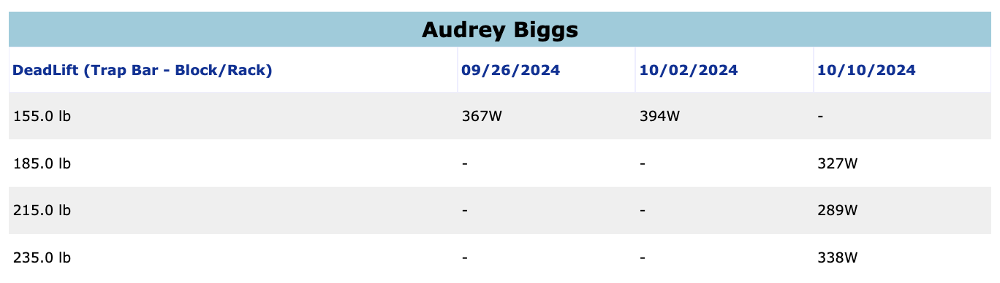 Audrey Biggs
DeadLift (Trap Bar - Block/Rack) 09/26/2024 10/02/2024 10/10/2024
155.0 lb 367W 394W -
185.0 lb - - 327W
215.0 lb - - 289W
235.0 lb - - 338W